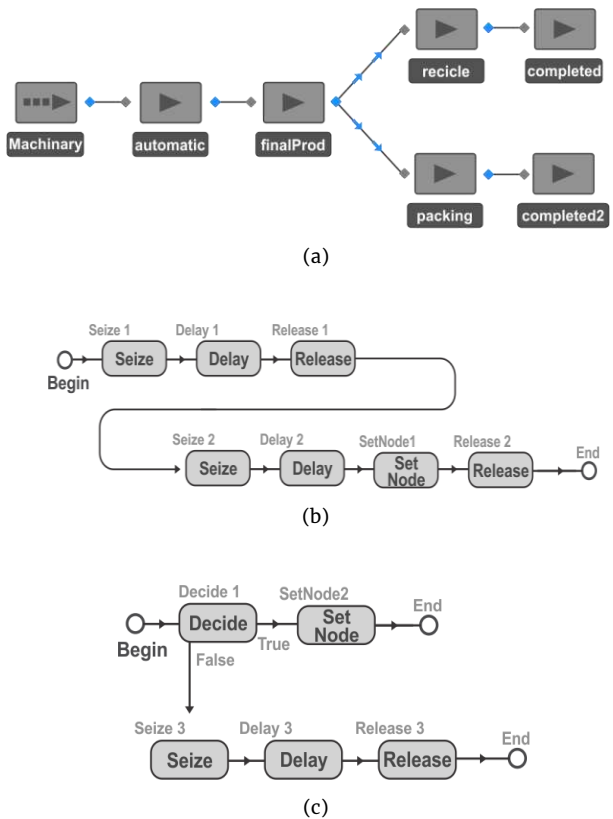 recicle
completed
Machinary
automatic
finalProd
packing
completed2
(a)
Seize 1
Delay 1
Release 1
Seize
Delay
Release
Begin
Seize 2
Delay 2
SetNode1
Release 2
End
Seize
Delay
Set
Node
Release
(b)
Decide 1
SetNode2
End
Decide
Set
Node
Begin
True
False
Seize 3
Delay 3
Release 3
End
Seize
Delay
Release
(c)